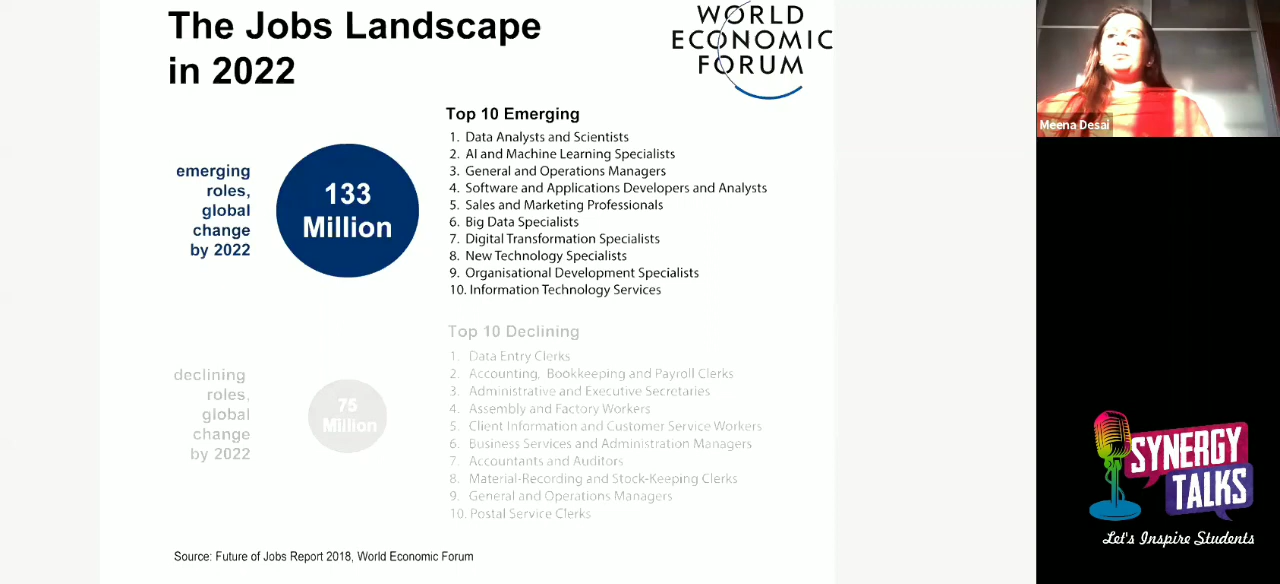 The Jobs Landscape
in 2022
WORLD
ECONOMIC
FORUM
Top 10 Emerging
1. Data Analysts and Scientists
2. AI and Machine Learning Specialists
3. General and Operations Managers
4. Software and Applications Developers and Analysts
5. Sales and Marketing Professionals
6. Big Data Specialists
7. Digital Transformation Specialists
8. New Technology Specialists
9. Organisational Development Specialists
10. Information Technology Services
emerging
roles,
global
change
by 2022
133
Million
Top 10 Declining
1. Data Entry Clerks
2. Accounting, Bookkeeping and Payroll Clerks
3. Administrative and Executive Secretaries
4. Assembly and Factory Workers
5. Client Information and Customer Service Workers
6. Business Services and Administration Managers
7. Accountants and Auditors
8. Material-Recording and Stock-Keeping Clerks
9. General and Operations Managers
10. Postal Service Clerks
declining
roles,
global
change
by 2022
75
Million
Source: Future of Jobs Report 2018, World Economic Forum
Meena Desai
SYNERGY
TALKS
Let's Inspire Students